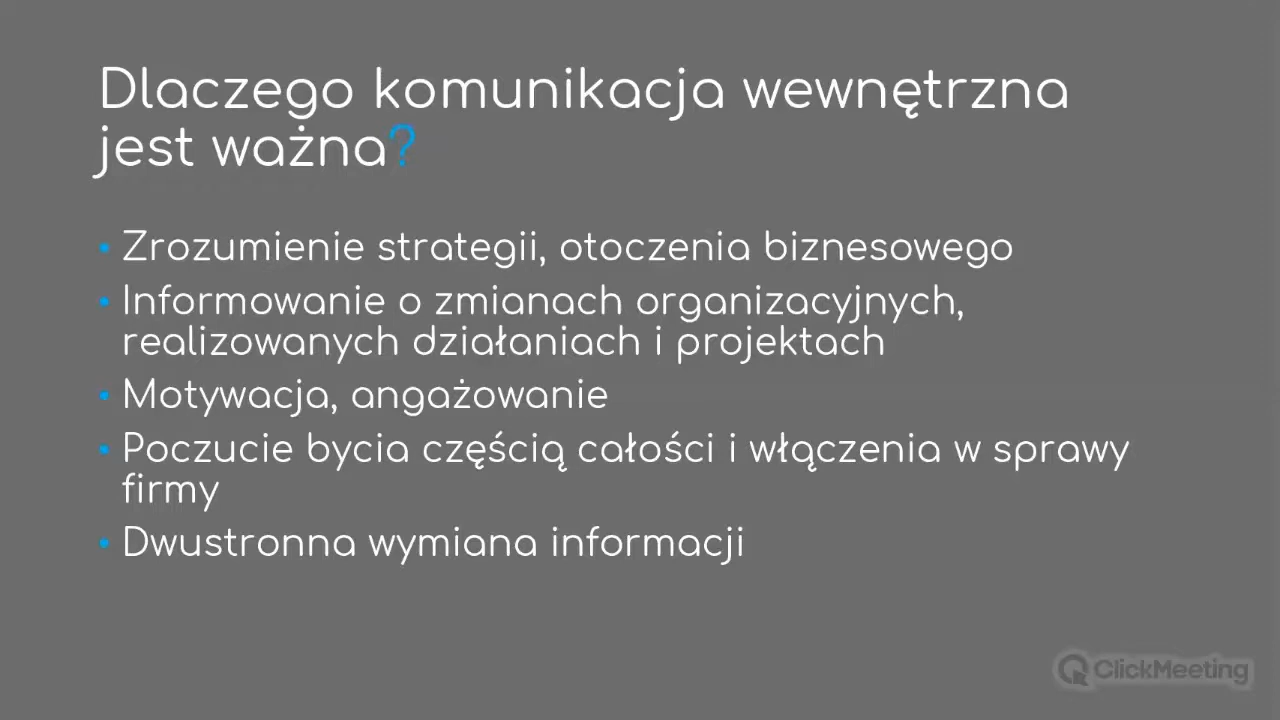 Dlaczego komunikacja wewnętrzna
jest ważna?
• Zrozumienie strategii, otoczenia biznesowego
• Informowanie o zmianach organizacyjnych,
realizowanych działaniach i projektach
• Motywacja, angażowanie
• Poczucie bycia częścią całości i włączenia w sprawy
firmy
• Dwustronna wymiana informacji
ClickMeeting